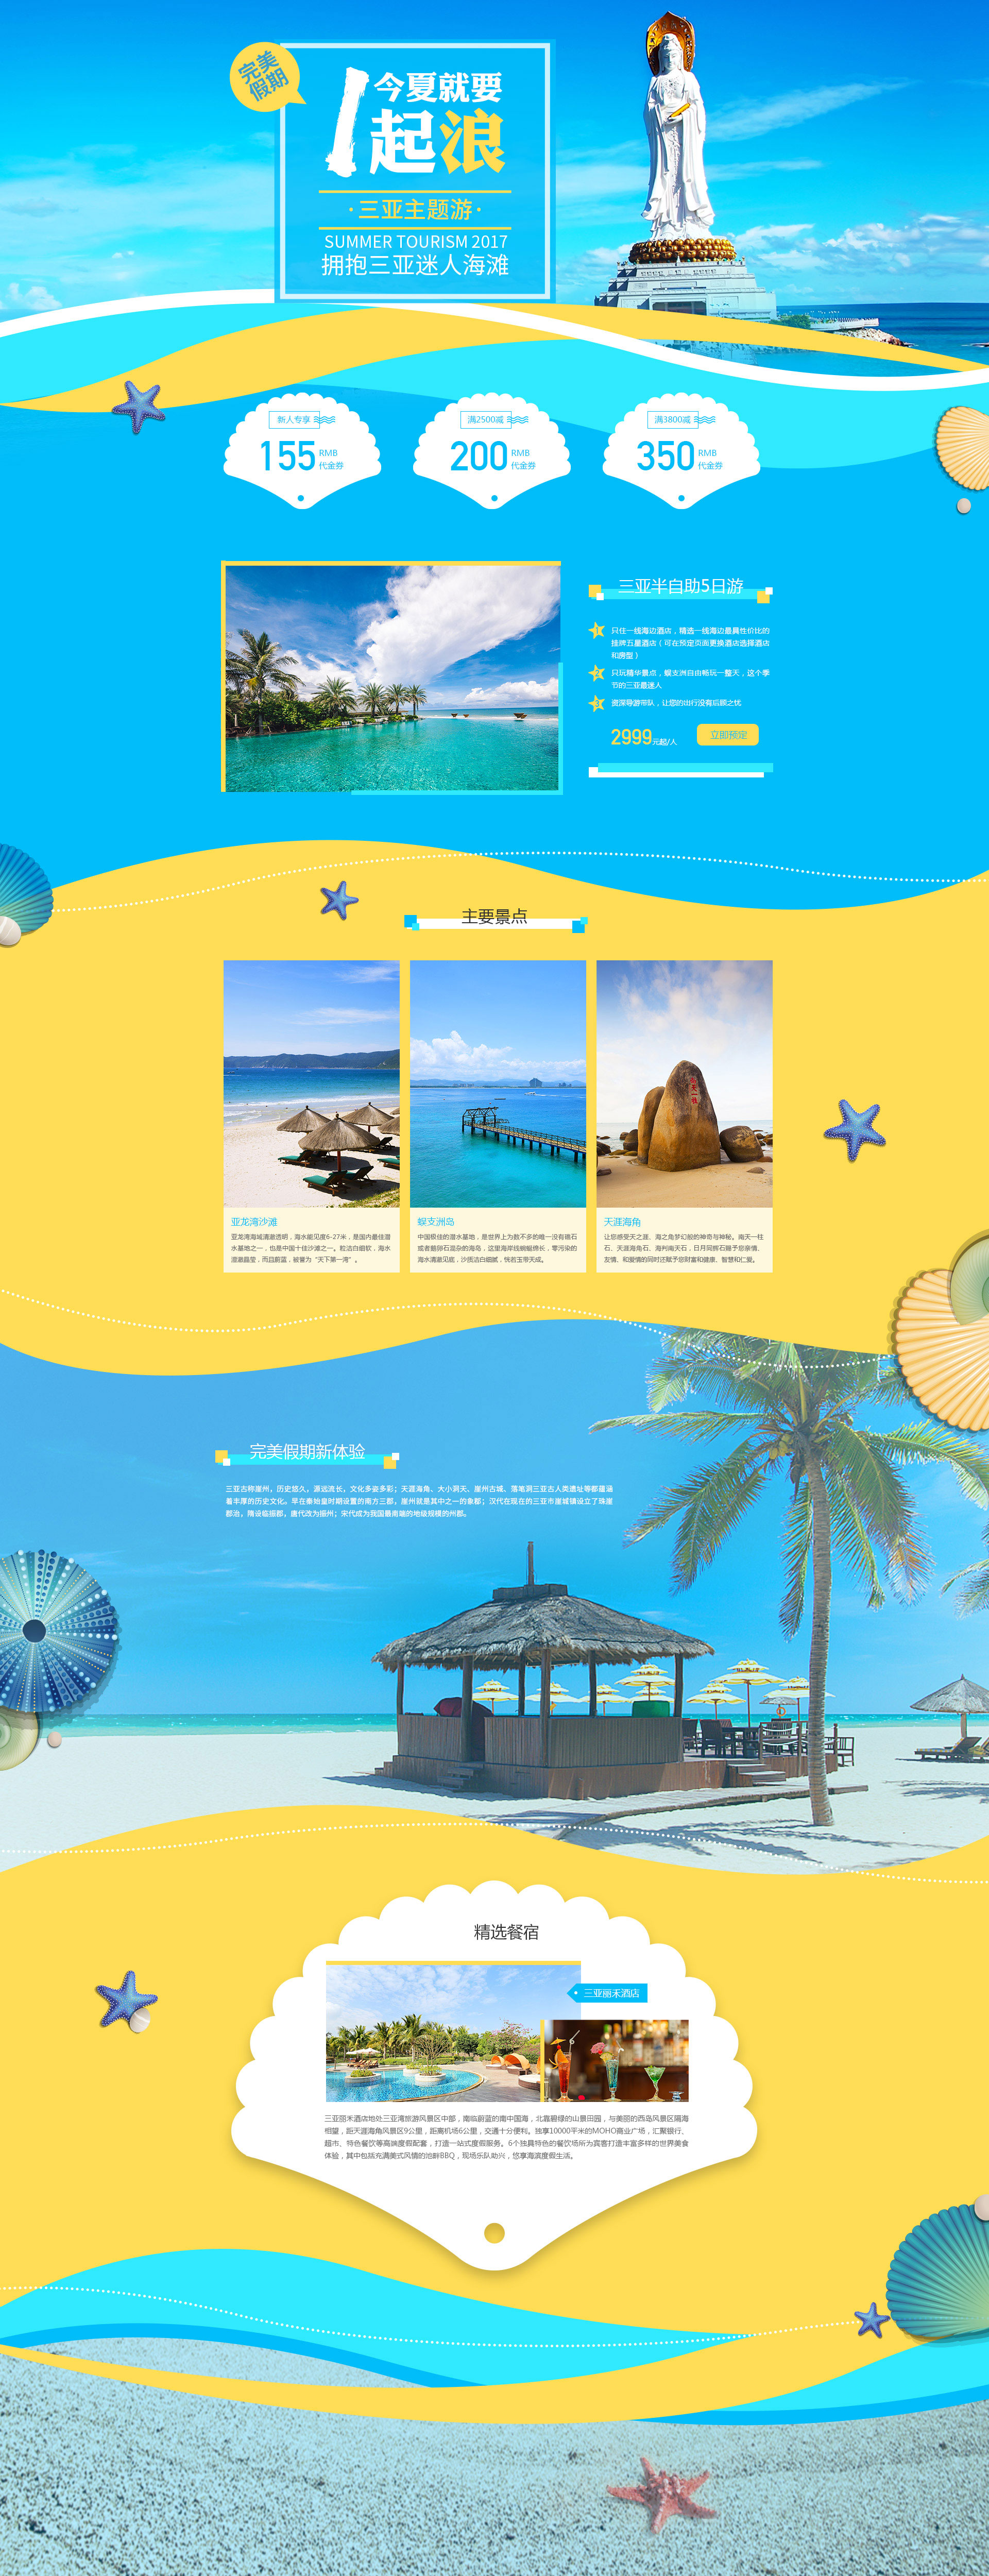 完美
假期
今夏就要
1起浪
·三亚主题游·
SUMMER TOURISM 2017
拥抱三亚迷人海滩
新人专享
155 RMB
代金券
满2500减
200 RMB
代金券
满3800减
350 RMB
代金券
三亚半自助5日游
1 只住一线海边酒店，精选一线海边最具性价比的
挂牌五星酒店（可在预定页面更换酒店选择酒店
和房型）
2 只玩精华景点，蜈支洲自由畅玩一整天，这个季
节的三亚最迷人
3 资深导游带队，让您的出行没有后顾之忧
2999元起/人
立即预定
主要景点
亚龙湾沙滩
亚龙湾海域清澈透明，海水能见度6-27米，是国内最佳潜
水基地之一，也是中国十佳沙滩之一。粒洁白细软，海水
澄澈晶莹，而且蔚蓝，被誉为“天下第一湾”。
蜈支洲岛
中国极佳的潜水基地，是世界上为数不多的唯一没有礁石
或者鹅卵石混杂的海岛，这里海岸线蜿蜒绵长，零污染的
海水清澈见底，沙质洁白细腻，恍若玉带天成。
天涯海角
让您感受天之涯、海之角梦幻般的神奇与神秘。南天一柱
石、天涯海角石、海判南天石，日月同辉石赐予您亲情、
友情、和爱情的同时还赋予您财富和健康、智慧和仁爱。
完美假期新体验
三亚古称崖州，历史悠久，源远流长，文化多姿多彩；天涯海角、大小洞天、崖州古城、落笔洞三亚古人类遗址等都蕴涵
着丰厚的历史文化。早在秦始皇时期设置的南方三郡，崖州就是其中之一的象郡；汉代在现在的三亚市崖城镇设立了珠崖
郡治，隋设临振郡，唐代改为振州；宋代成为我国最南端的地级规模的州郡。
精选餐宿
三亚丽禾酒店
三亚丽禾酒店地处三亚湾旅游风景区中部，南临蔚蓝的南中国海，北靠碧绿的山景田园，与美丽的西岛风景区隔海
相望，距天涯海角风景区9公里，距离机场6公里，交通十分便利。独享10000平米的MOHO商业广场，汇聚银行、
超市、特色餐饮等高端度假配套，打造一站式度假服务。6个独具特色的餐饮场所为宾客打造丰富多样的世界美食
体验，其中包括充满美式风情的池畔BBQ，现场乐队助兴，悠享海滨度假生活。